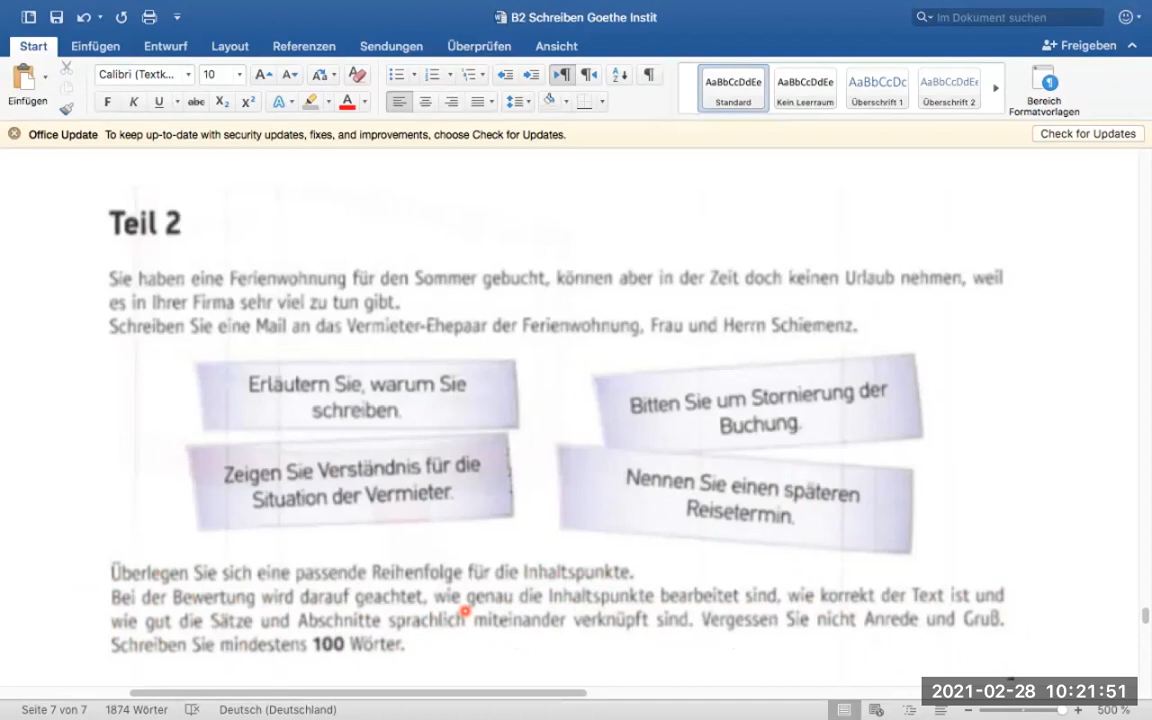 B2 Schreiben Goethe Instit
Im Dokument suchen
Start Einfügen Entwurf Layout Referenzen Sendungen Überprüfen Ansicht Freigeben
Calibri (Textk... 10
Einfügen
F K U abc X₂ X²
AaBbCcDdEe AaBbCcDdEe AaBbCcDc AaBbCcDdEe
Standard Kein Leerraum Überschrift 1 Überschrift 2
Bereich
Formatvorlagen
Office Update To keep up-to-date with security updates, fixes, and improvements, choose Check for Updates. Check for Updates
Teil 2
Sie haben eine Ferienwohnung für den Sommer gebucht, können aber in der Zeit doch keinen Urlaub nehmen, weil
es in Ihrer Firma sehr viel zu tun gibt.
Schreiben Sie eine Mail an das Vermieter-Ehepaar der Ferienwohnung, Frau und Herrn Schiemenz.
Erläutern Sie, warum Sie
schreiben.
Bitten Sie um Stornierung der
Buchung.
Zeigen Sie Verständnis für die
Situation der Vermieter.
Nennen Sie einen späteren
Reisetermin.
Überlegen Sie sich eine passende Reihenfolge für die Inhaltspunkte.
Bei der Bewertung wird darauf geachtet, wie genau die Inhaltspunkte bearbeitet sind, wie korrekt der Text ist und
wie gut die Sätze und Abschnitte sprachlich miteinander verknüpft sind. Vergessen Sie nicht Anrede und Gruß.
Schreiben Sie mindestens 100 Wörter.
2021-02-28 10:21:51
Seite 7 von 7 1874 Wörter Deutsch (Deutschland) 500 %